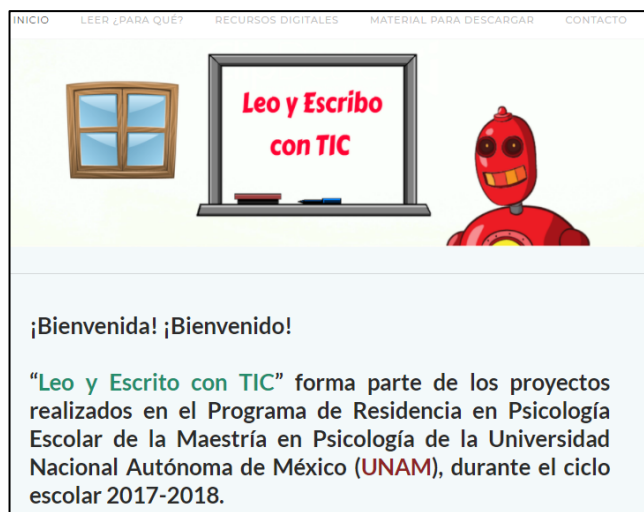 INICIO LEER ¿PARA QUÉ? RECURSOS DIGITALES MATERIAL PARA DESCARGAR CONTACTO
Leo y Escribo
con TIC
¡Bienvenida! ¡Bienvenido!
“Leo y Escrito con TIC” forma parte de los proyectos
realizados en el Programa de Residencia en Psicología
Escolar de la Maestría en Psicología de la Universidad
Nacional Autónoma de México (UNAM), durante el ciclo
escolar 2017-2018.